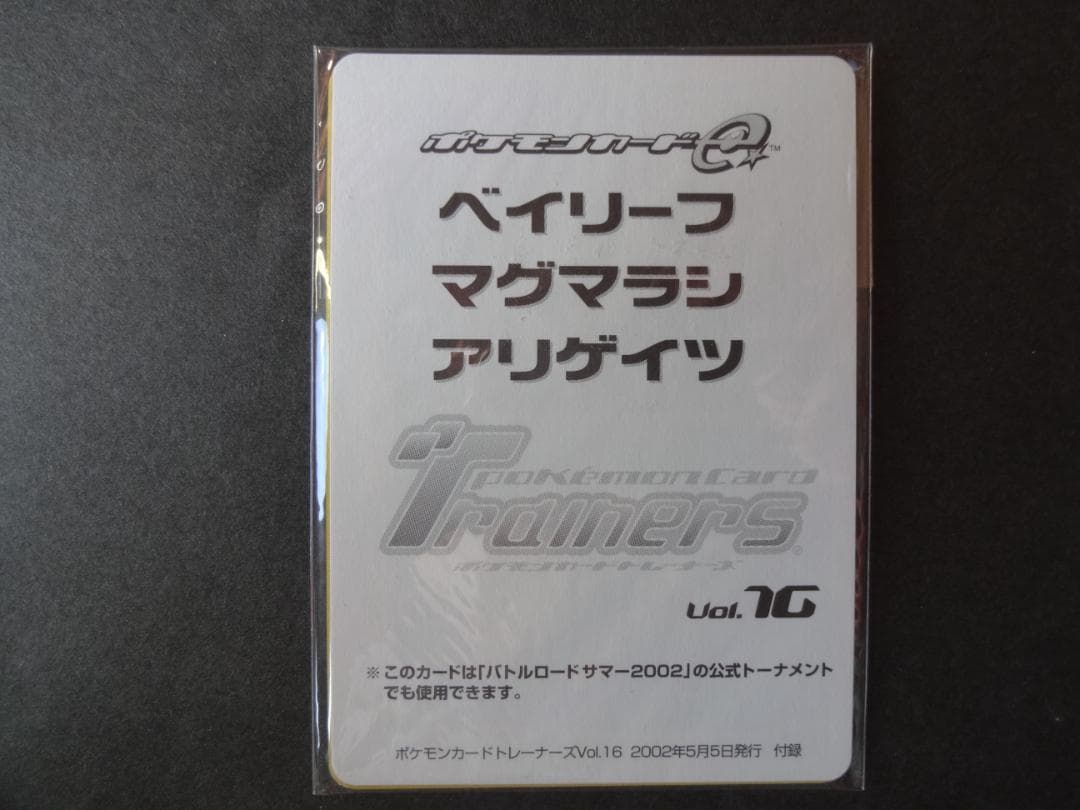 ポケモンカードe™
ベイリーフ
マグマラシ
アリゲイツ
Pokémon Card
Trainers®
ポケモンカードトレーナーズ
Vol.16
※このカードは「バトルロードサマー2002」の公式トーナメント
でも使用できます。
ポケモンカードトレーナーズVol.16 2002年5月5日発行 付録